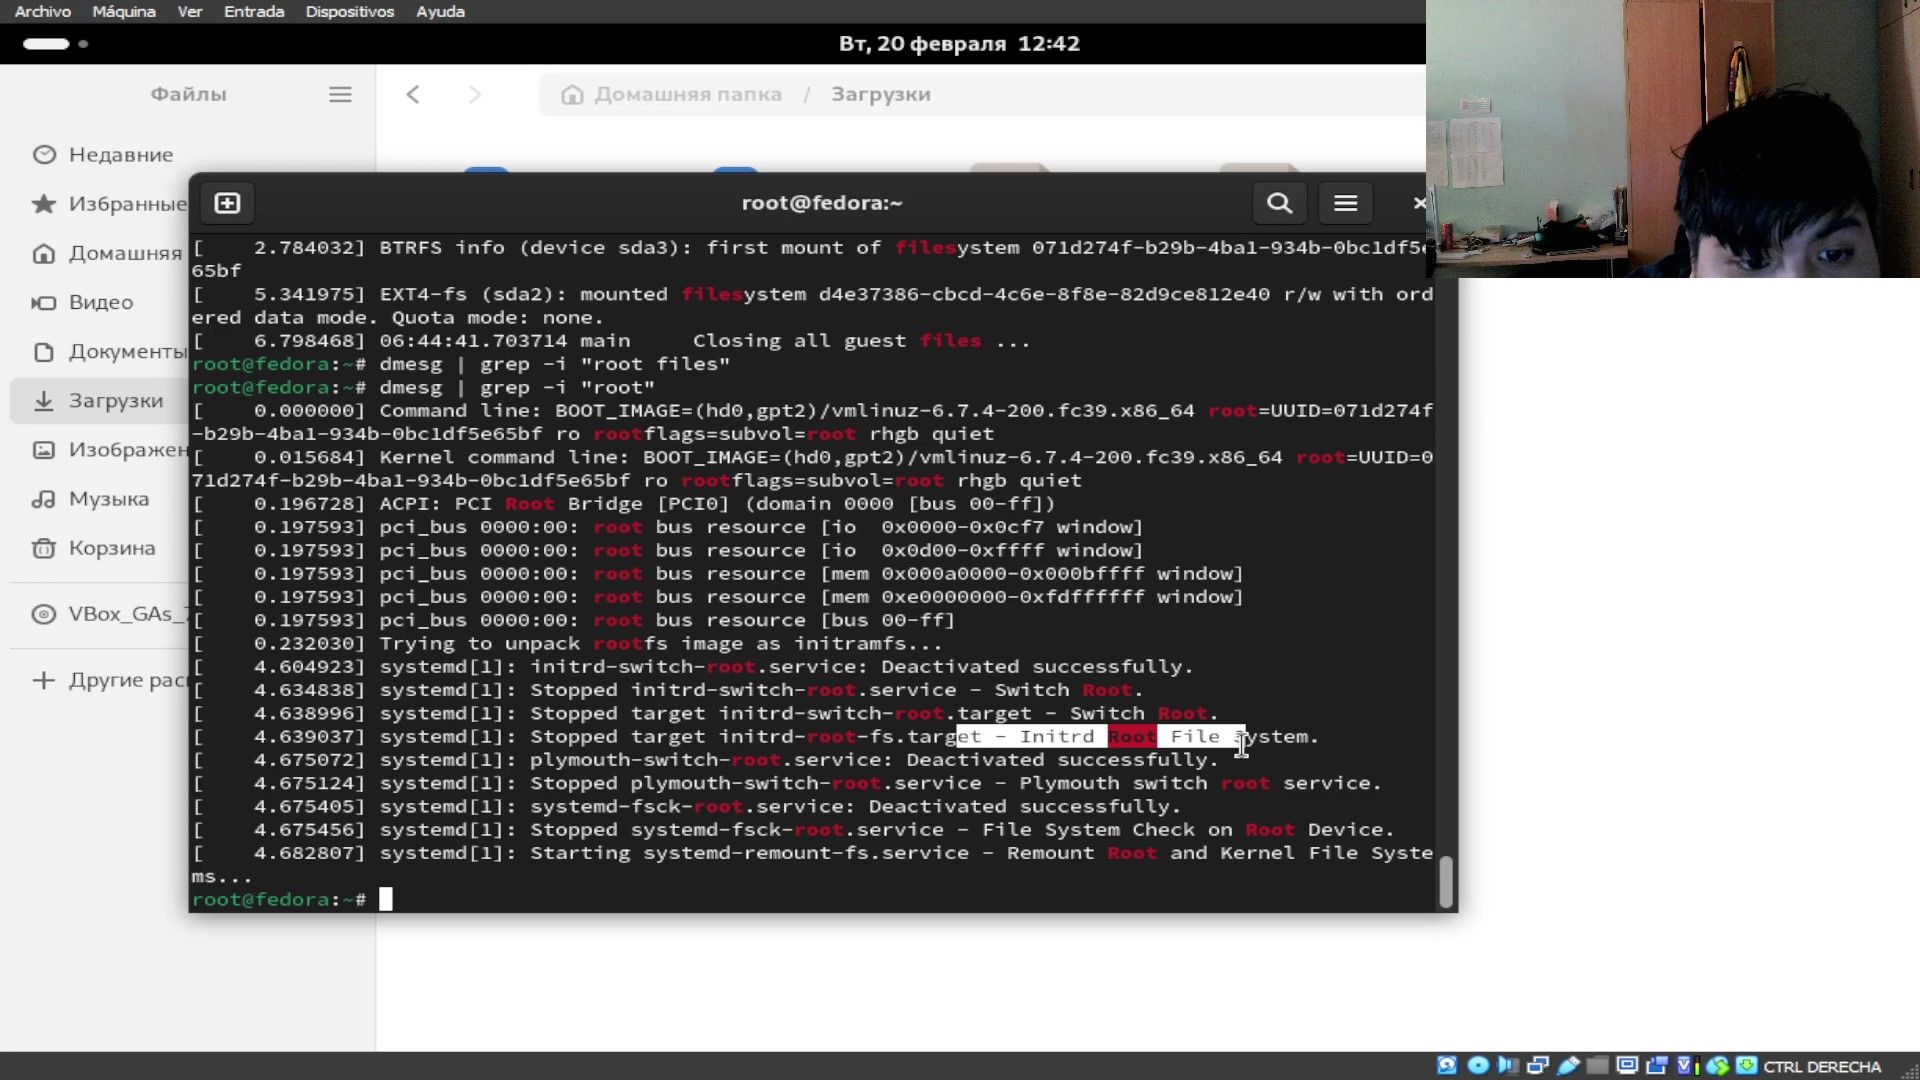 Archivo Máquina Ver Entrada Dispositivos Ayuda
Вт, 20 февраля 12:42
Файлы
Домашняя папка / Загрузки
Недавние
Избранные
Домашняя
Видео
Документы
Загрузки
Музыка
Корзина
root@fedora:~
[    2.784032] BTRFS info (device sda3): first mount of filesystem 071d274f-b29b-4ba1-934b-0bc1df5e
65bf
[    5.341975] EXT4-fs (sda2): mounted filesystem d4e37386-cbcd-4c6e-8f8e-82d9ce812e40 r/w with ord
ered data mode. Quota mode: none.
[    6.798468] 06:44:41.703714 main     Closing all guest files ...
root@fedora:~# dmesg | grep -i "root files"
root@fedora:~# dmesg | grep -i "root"
[    0.000000] Command line: BOOT_IMAGE=(hd0,gpt2)/vmlinuz-6.7.4-200.fc39.x86_64 root=UUID=071d274f
-b29b-4ba1-934b-0bc1df5e65bf ro rootflags=subvol=root rhgb quiet
[    0.015684] Kernel command line: BOOT_IMAGE=(hd0,gpt2)/vmlinuz-6.7.4-200.fc39.x86_64 root=UUID=0
71d274f-b29b-4ba1-934b-0bc1df5e65bf ro rootflags=subvol=root rhgb quiet
[    0.196728] ACPI: PCI Root Bridge [PCI0] (domain 0000 [bus 00-ff])
[    0.197593] pci_bus 0000:00: root bus resource [io  0x0000-0x0cf7 window]
[    0.197593] pci_bus 0000:00: root bus resource [io  0x0d00-0xffff window]
[    0.197593] pci_bus 0000:00: root bus resource [mem 0x000a0000-0x000bffff window]
[    0.197593] pci_bus 0000:00: root bus resource [mem 0xe0000000-0xfdffffff window]
[    0.197593] pci_bus 0000:00: root bus resource [bus 00-ff]
[    0.232030] Trying to unpack rootfs image as initramfs...
[    4.604923] systemd[1]: initrd-switch-root.service: Deactivated successfully.
[    4.634838] systemd[1]: Stopped initrd-switch-root.service - Switch Root.
[    4.638996] systemd[1]: Stopped target initrd-switch-root.target - Switch Root.
[    4.639037] systemd[1]: Stopped target initrd-root-fs.target - Initrd Root File System.
[    4.675072] systemd[1]: plymouth-switch-root.service: Deactivated successfully.
[    4.675124] systemd[1]: Stopped plymouth-switch-root.service - Plymouth switch root service.
[    4.675405] systemd[1]: systemd-fsck-root.service: Deactivated successfully.
[    4.675456] systemd[1]: Stopped systemd-fsck-root.service - File System Check on Root Device.
[    4.682807] systemd[1]: Starting systemd-remount-fs.service - Remount Root and Kernel File Syste
ms...
root@fedora:~#
VBox_GAs_
Другие
CTRL DERECHA